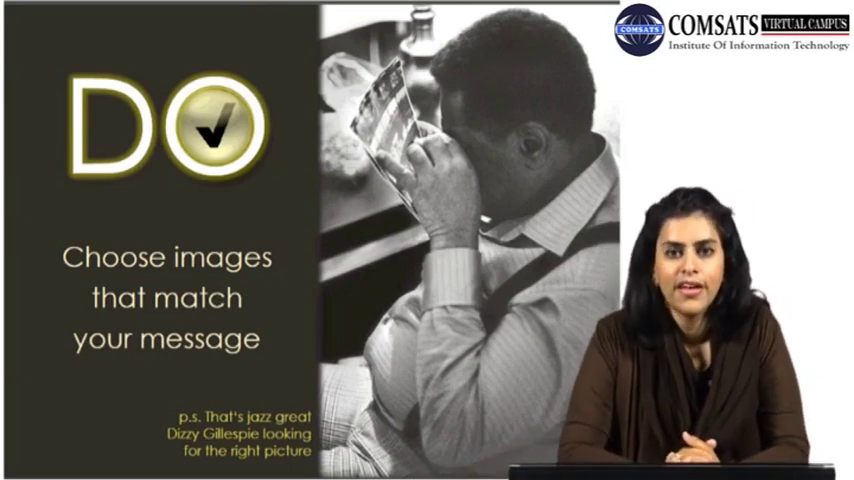 DO
Choose images
that match
your message
p.s. That's jazz great
Dizzy Gillespie looking
for the right picture
COMSATS
COMSATS VIRTUAL CAMPUS
Institute Of Information Technology